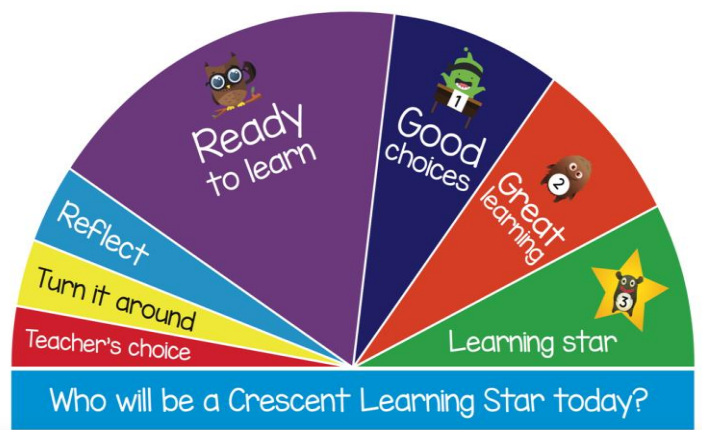 Ready
to learn
1
Good
choices
2
Great
learning
3
Learning star
Reflect
Turn it around
Teacher's choice
Who will be a Crescent Learning Star today?